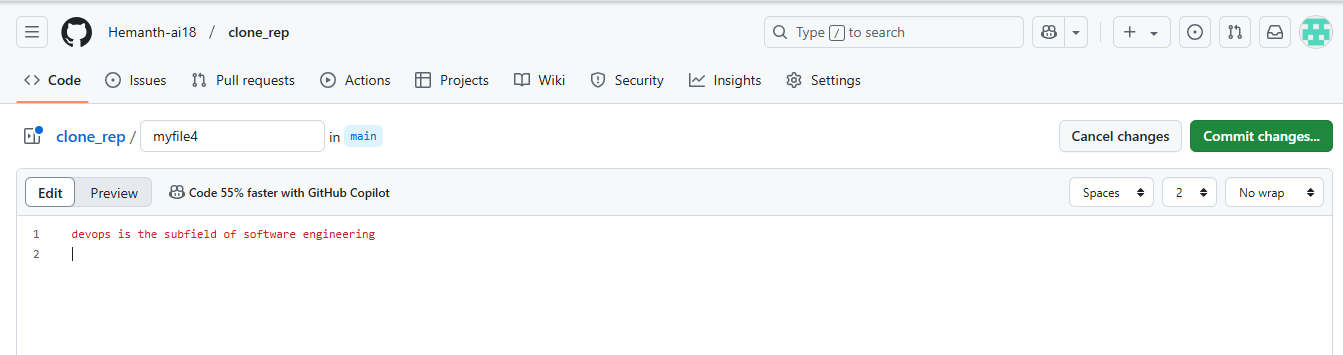 Hemanth-ai18 / clone_rep
Type / to search
Code Issues Pull requests Actions Projects Wiki Security Insights Settings
clone_rep / myfile4 in main
Cancel changes Commit changes...
Edit Preview Code 55% faster with GitHub Copilot
Spaces 2 No wrap
1 devops is the subfield of software engineering
2